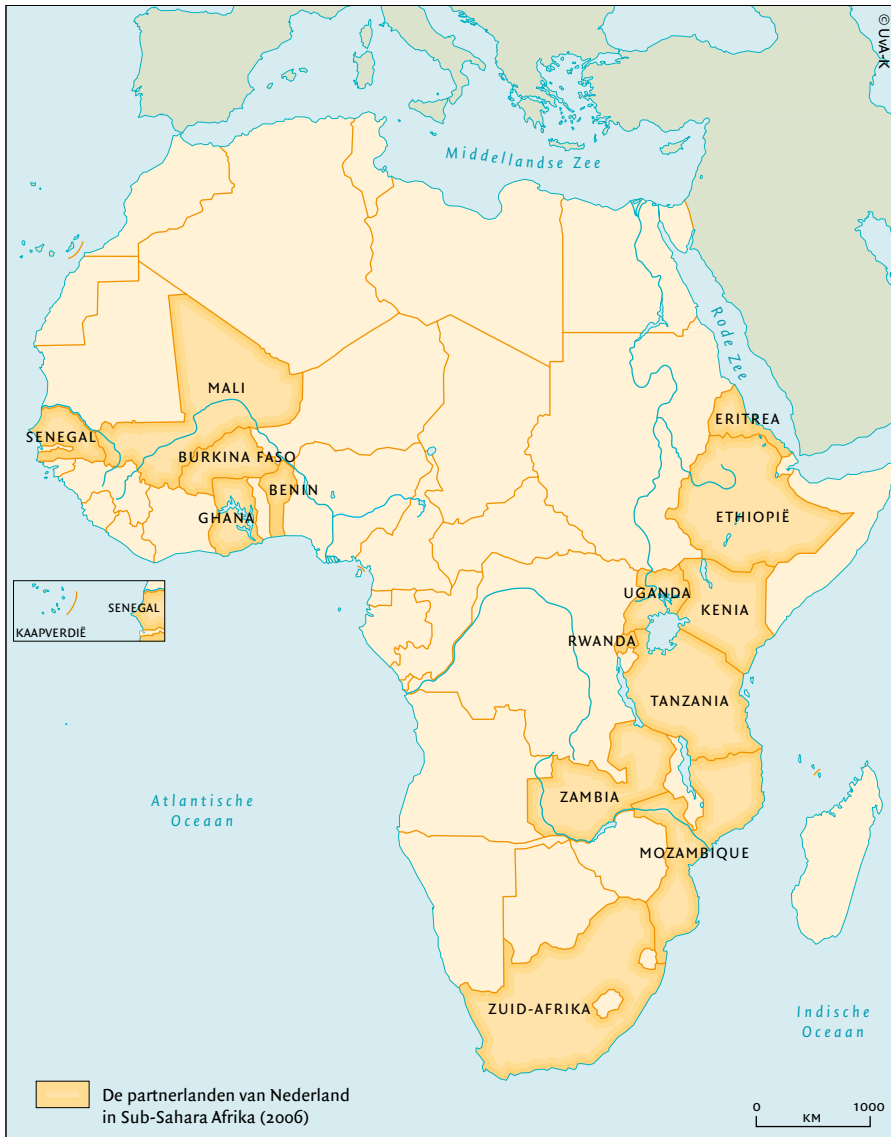 © UvA-K
Middellandse Zee
Rode Zee
MALI
ERITREA
SENEGAL
BURKINA FASO
BENIN
GHANA
ETHIOPIË
UGANDA
KENIA
SENEGAL
KAAPVERDIË
RWANDA
TANZANIA
Atlantische
Oceaan
ZAMBIA
MOZAMBIQUE
ZUID-AFRIKA
Indische
Oceaan
De partnerlanden van Nederland
in Sub-Sahara Afrika (2006)
0 1000
KM